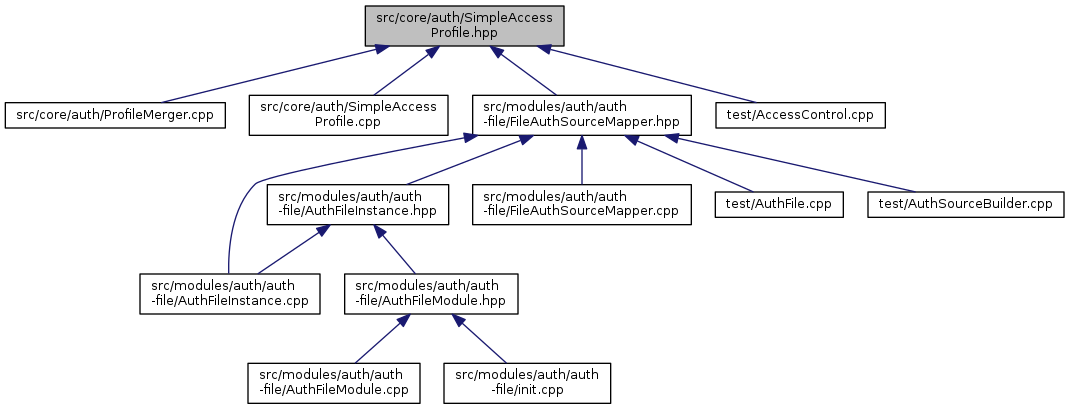 src/core/auth/SimpleAccess
Profile.hpp
src/core/auth/ProfileMerger.cpp
src/core/auth/SimpleAccess
Profile.cpp
src/modules/auth/auth
-file/FileAuthSourceMapper.hpp
test/AccessControl.cpp
src/modules/auth/auth
-file/AuthFileInstance.hpp
src/modules/auth/auth
-file/FileAuthSourceMapper.cpp
test/AuthFile.cpp
test/AuthSourceBuilder.cpp
src/modules/auth/auth
-file/AuthFileInstance.cpp
src/modules/auth/auth
-file/AuthFileModule.hpp
src/modules/auth/auth
-file/AuthFileModule.cpp
src/modules/auth/auth
-file/init.cpp